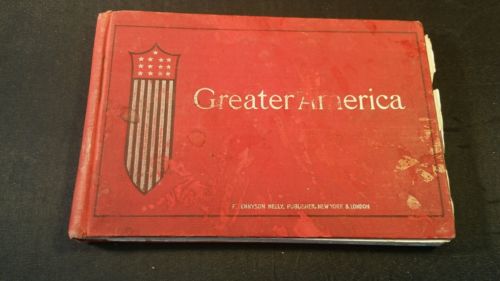 Greater America
F. TENNYSON NEELY, PUBLISHER, NEW YORK & LONDON